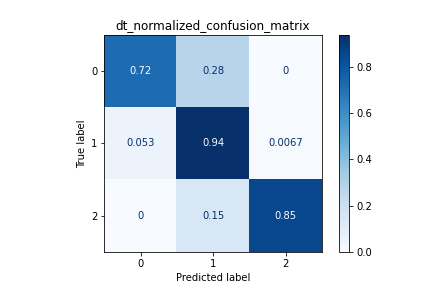 dt_normalized_confusion_matrix
0 0.72 0.28 0
1 0.053 0.94 0.0067
2 0 0.15 0.85
0 1 2
True label
Predicted label
0.8
0.6
0.4
0.2
0.0